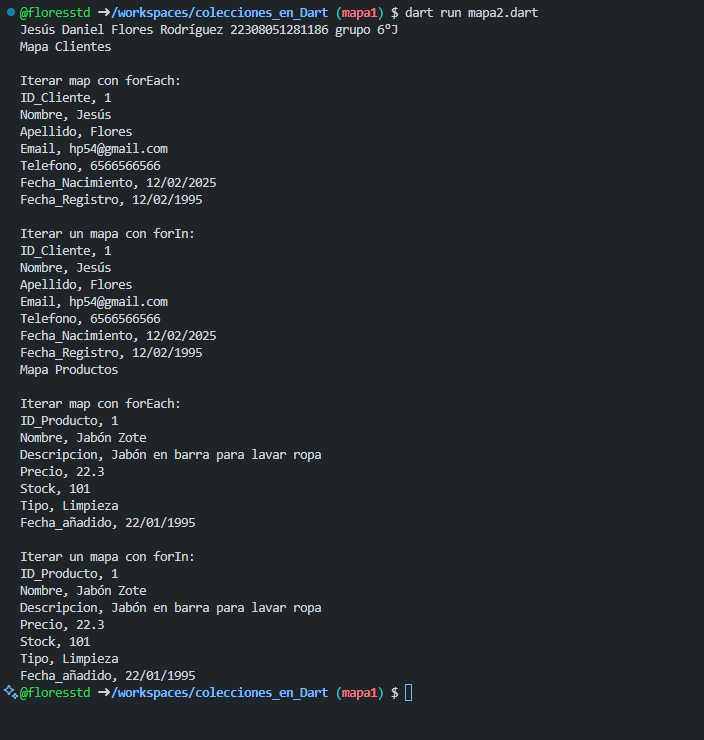 @floresstd ➜/workspaces/colecciones_en_Dart (mapa1) $ dart run mapa2.dart
Jesús Daniel Flores Rodríguez 22308051281186 grupo 6°J
Mapa Clientes
Iterar map con forEach:
ID_Cliente, 1
Nombre, Jesús
Apellido, Flores
Email, hp54@gmail.com
Telefono, 6566566566
Fecha_Nacimiento, 12/02/2025
Fecha_Registro, 12/02/1995
Iterar un mapa con forIn:
ID_Cliente, 1
Nombre, Jesús
Apellido, Flores
Email, hp54@gmail.com
Telefono, 6566566566
Fecha_Nacimiento, 12/02/2025
Fecha_Registro, 12/02/1995
Mapa Productos
Iterar map con forEach:
ID_Producto, 1
Nombre, Jabón Zote
Descripcion, Jabón en barra para lavar ropa
Precio, 22.3
Stock, 101
Tipo, Limpieza
Fecha_añadido, 22/01/1995
Iterar un mapa con forIn:
ID_Producto, 1
Nombre, Jabón Zote
Descripcion, Jabón en barra para lavar ropa
Precio, 22.3
Stock, 101
Tipo, Limpieza
Fecha_añadido, 22/01/1995
@floresstd ➜/workspaces/colecciones_en_Dart (mapa1) $